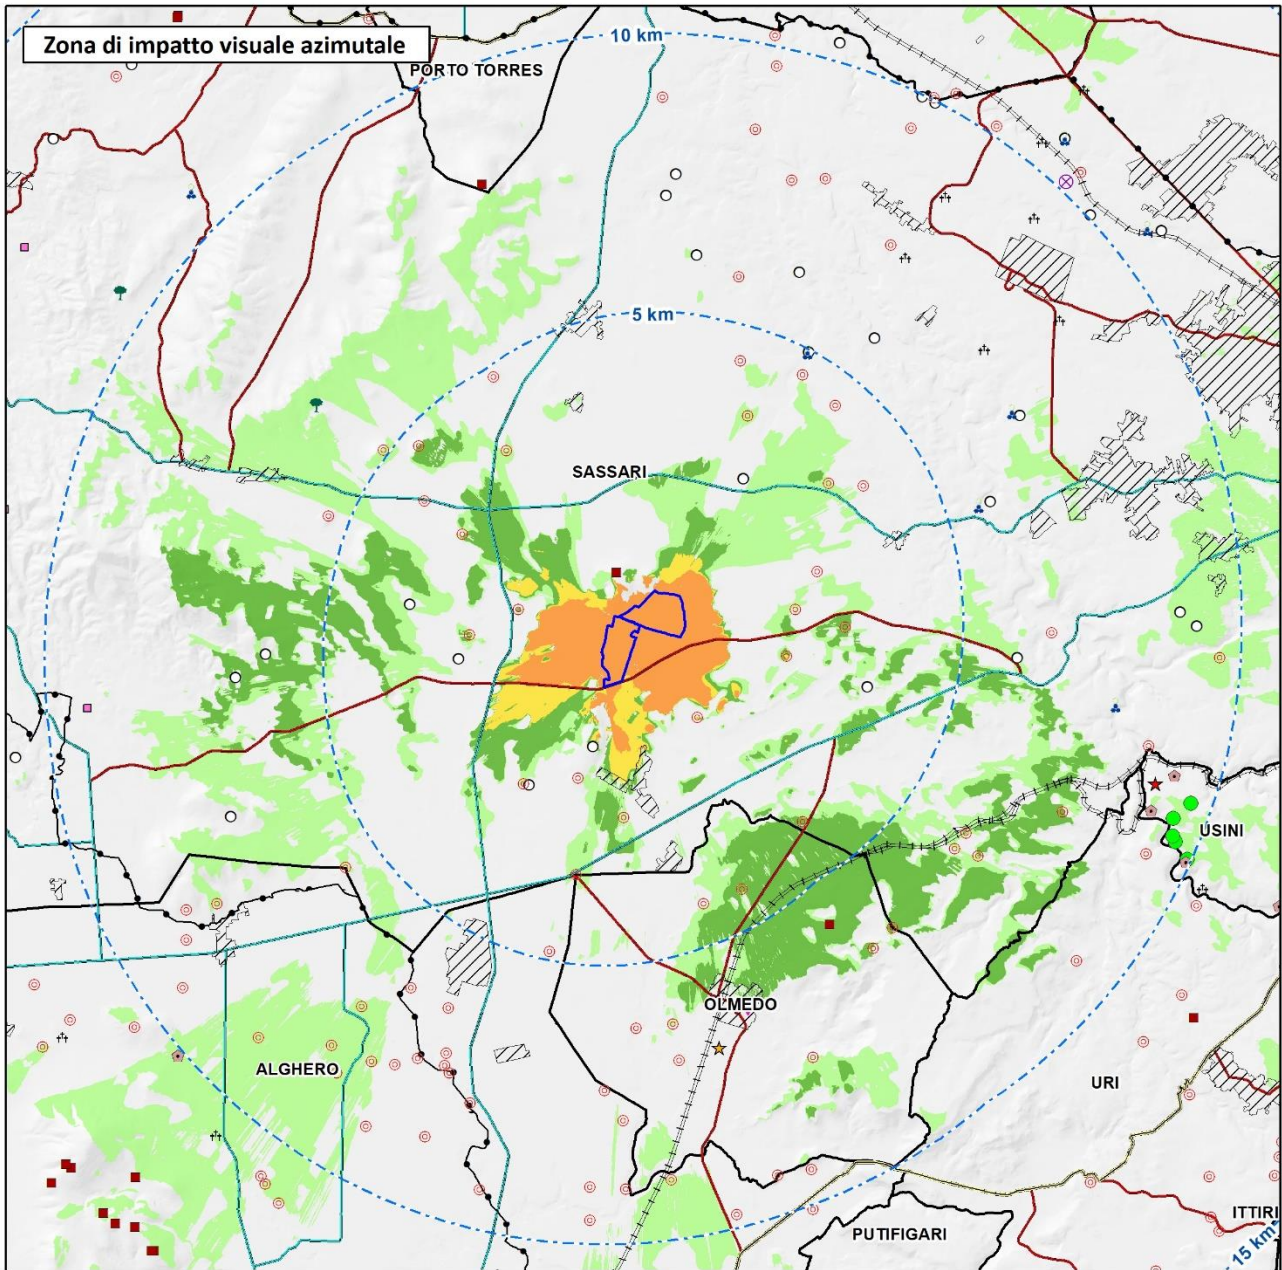 Zona di impatto visuale azimutale
10 km
PORTO TORRES
5 km
SASSARI
USINI
OLMEDO
ALGHERO
URI
ITTIRI
PUTIFIGARI
15 km